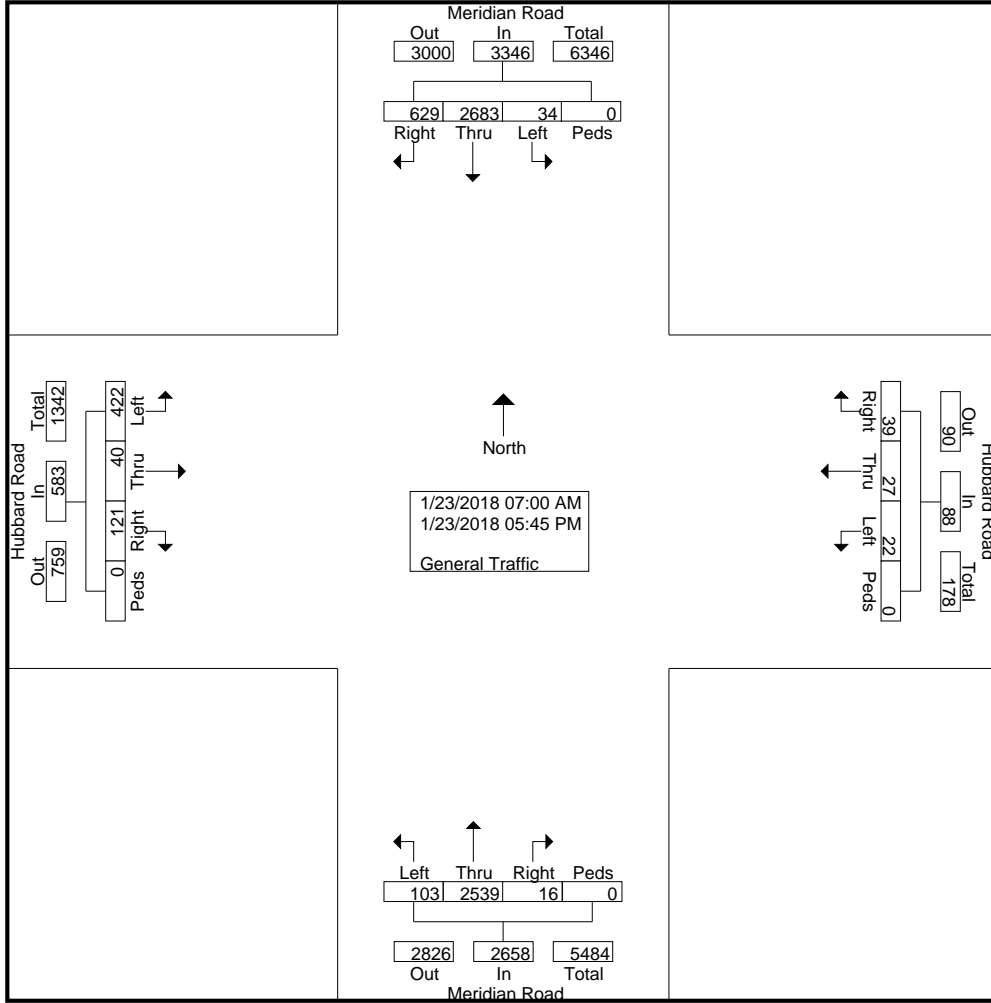 Meridian Road
Out In Total
3000 3346 6346
629 2683 34 0
Right Thru Left Peds
Hubbard Road
Total In Out
1342 583 759
422 40 121 0
Left Thru Right Peds
North
1/23/2018 07:00 AM
1/23/2018 05:45 PM
General Traffic
Right Thru Left Peds
39 27 22 0
90 88 178
Out In Total
Hubbard Road
Left Thru Right Peds
103 2539 16 0
2826 2658 5484
Out In Total
Meridian Road